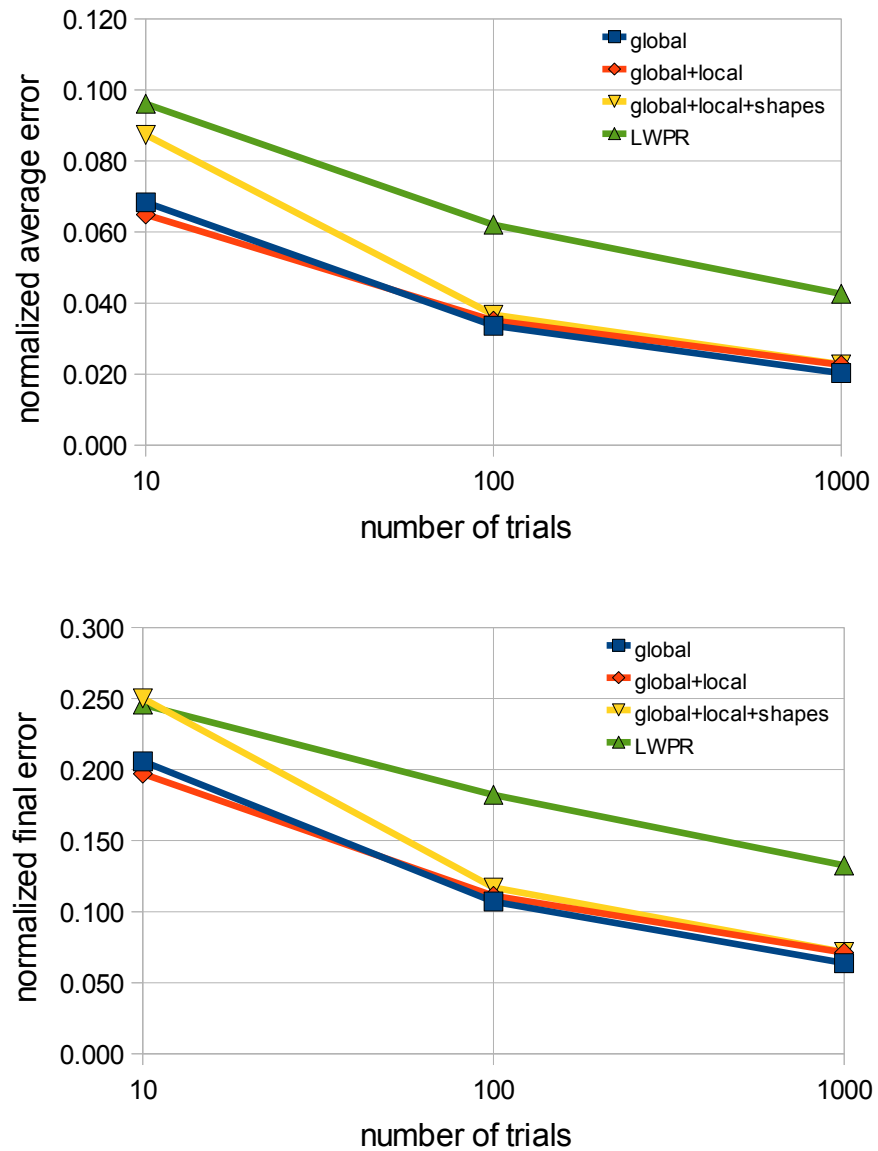 0.120
0.100
0.080
0.060
0.040
0.020
0.000
normalized average error
global
global+local
global+local+shapes
LWPR
10
100
1000
number of trials
0.300
0.250
0.200
0.150
0.100
0.050
0.000
normalized final error
global
global+local
global+local+shapes
LWPR
10
100
1000
number of trials